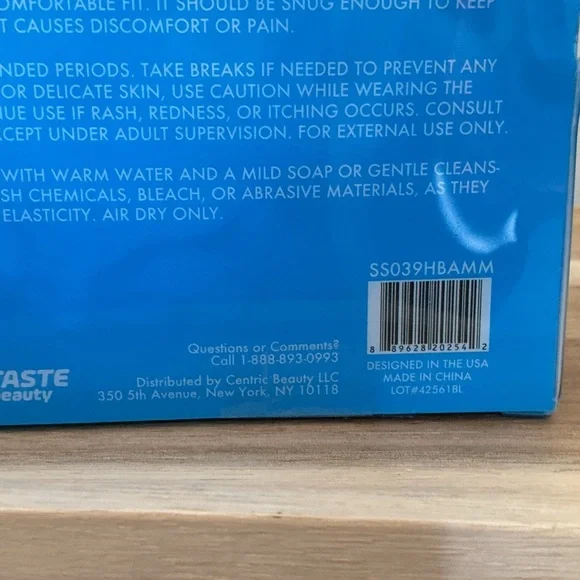 OMFORTABLE FIT. IT SHOULD BE SNUG ENOUGH TO KEEP
T CAUSES DISCOMFORT OR PAIN.
NDED PERIODS. TAKE BREAKS IF NEEDED TO PREVENT ANY
OR DELICATE SKIN, USE CAUTION WHILE WEARING THE
NUE USE IF RASH, REDNESS, OR ITCHING OCCURS. CONSULT
XCEPT UNDER ADULT SUPERVISION. FOR EXTERNAL USE ONLY.
WITH WARM WATER AND A MILD SOAP OR GENTLE CLEANS-
SH CHEMICALS, BLEACH, OR ABRASIVE MATERIALS, AS THEY
ELASTICITY. AIR DRY ONLY.
SS039HBAMM
8 89628 20254 2
DESIGNED IN THE USA
MADE IN CHINA
LOT#42561BL
Questions or Comments?
Call 1-888-893-0993
Distributed by Centric Beauty LLC
350 5th Avenue, New York, NY 10118
TASTE
beauty